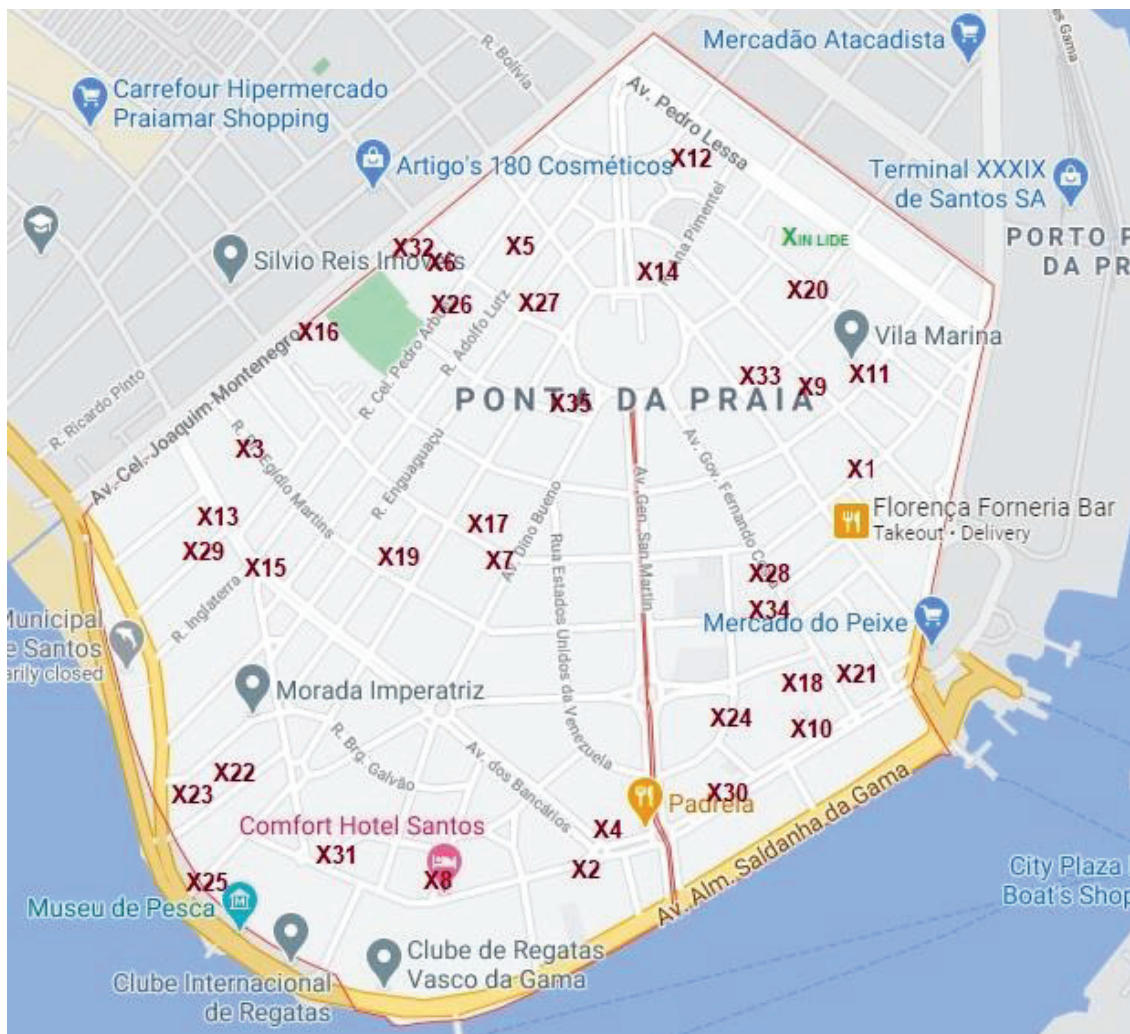 Mercadão Atacadista
R. Bolívia
es Gama
Carrefour Hipermercado
Praiamar Shopping
Av. Pedro Lessa
X12
Artigo's 180 Cosméticos
Terminal XXXIX
de Santos SA
PORTO P
DA PR
XIN LIDE
X32
X5
X6
Silvio Reis Imóveis
X14
X20
X26
X27
R. Cel. Pedro Arbu
R. Adolfo Lutz
X16
Vila Marina
X33
X9
X11
R. Ricardo Pinto
Av. Cel. Joaquim Montenegro
PONTA DA PRAIA
X35
X3
R. Egídio Martins
R. Enguaguaçu
Av. Gov. Fernando Co
X1
Florença Forneria Bar
Takeout • Delivery
X13
X17
Av. Dino Bueno
Av. Gen. San Martin
X29
X15
X19
X7
Rua Estados Unidos da Venezuela
X28
X34
R. Inglaterra
Municipal
e Santos
arily closed
Mercado do Peixe
Morada Imperatriz
X18
X21
R. Brg. Galvão
X24
X10
Av. dos Bancários
X22
X23
X30
Padrela
Comfort Hotel Santos
X4
X31
X8
X2
X25
Museu de Pesca
Av. Alm. Saldanha da Gama
City Plaza
Boat's Shop
Clube de Regatas
Vasco da Gama
Clube Internacional
de Regatas